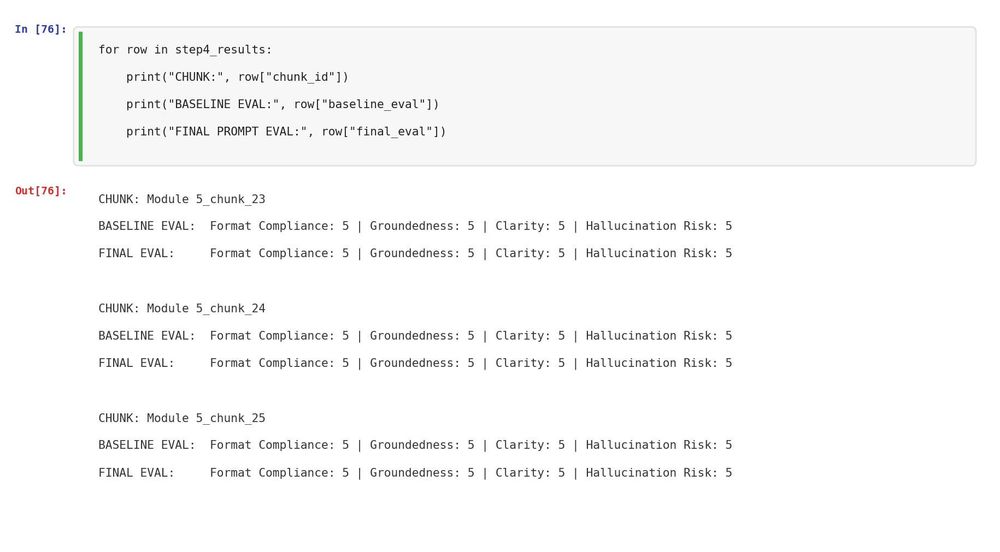 In [76]:
for row in step4_results:
    print("CHUNK:", row["chunk_id"])
    print("BASELINE EVAL:", row["baseline_eval"])
    print("FINAL PROMPT EVAL:", row["final_eval"])
Out[76]:
CHUNK: Module 5_chunk_23
BASELINE EVAL:  Format Compliance: 5 | Groundedness: 5 | Clarity: 5 | Hallucination Risk: 5
FINAL EVAL:     Format Compliance: 5 | Groundedness: 5 | Clarity: 5 | Hallucination Risk: 5
CHUNK: Module 5_chunk_24
BASELINE EVAL:  Format Compliance: 5 | Groundedness: 5 | Clarity: 5 | Hallucination Risk: 5
FINAL EVAL:     Format Compliance: 5 | Groundedness: 5 | Clarity: 5 | Hallucination Risk: 5
CHUNK: Module 5_chunk_25
BASELINE EVAL:  Format Compliance: 5 | Groundedness: 5 | Clarity: 5 | Hallucination Risk: 5
FINAL EVAL:     Format Compliance: 5 | Groundedness: 5 | Clarity: 5 | Hallucination Risk: 5